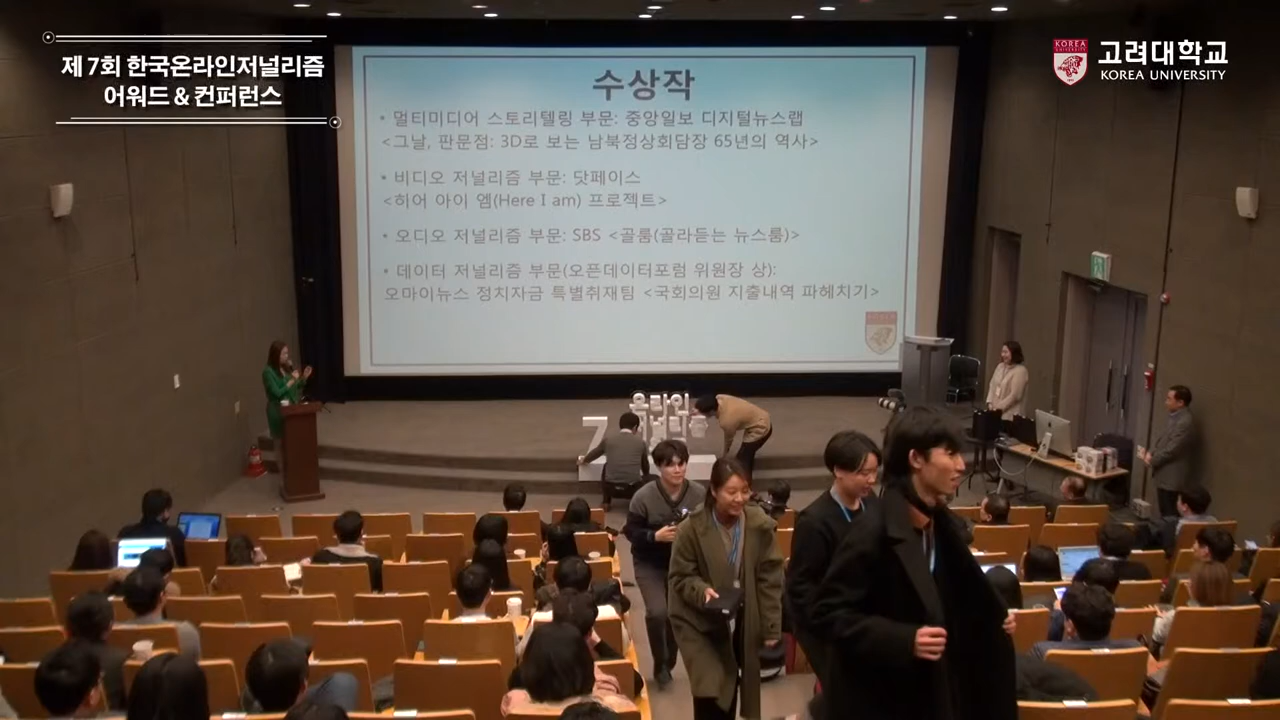 제 7회 한국온라인저널리즘
어워드 & 컨퍼런스
KOREA
UNIVERSITY
고려대학교
KOREA UNIVERSITY
수상작
• 멀티미디어 스토리텔링 부문: 중앙일보 디지털뉴스랩
<그날, 판문점: 3D로 보는 남북정상회담장 65년의 역사>
• 비디오 저널리즘 부문: 닷페이스
<히어 아이 엠(Here I am) 프로젝트>
• 오디오 저널리즘 부문: SBS <골룸(골라듣는 뉴스룸)>
• 데이터 저널리즘 부문(오픈데이터포럼 위원장 상):
오마이뉴스 정치자금 특별취재팀 <국회의원 지출내역 파헤치기>
온라인
7